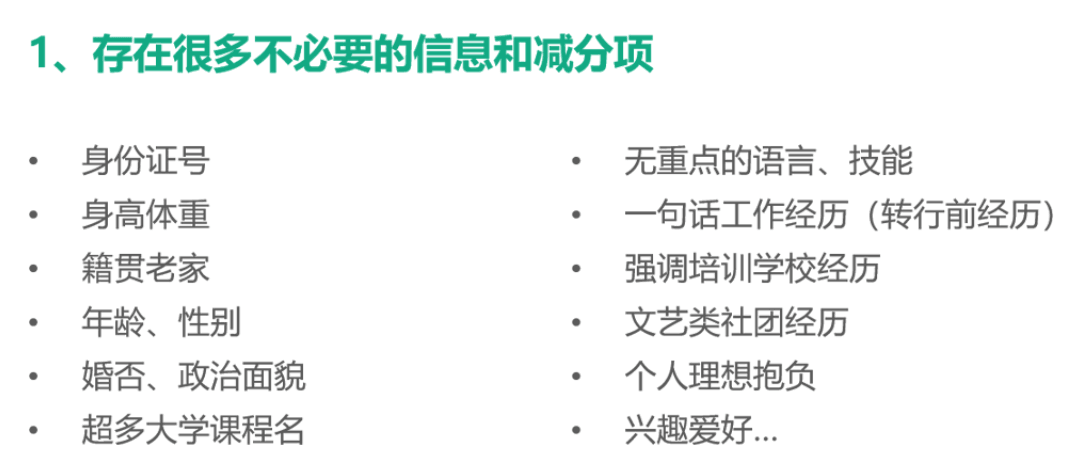 1、存在很多不必要的信息和减分项
• 身份证号
• 身高体重
• 籍贯老家
• 年龄、性别
• 婚否、政治面貌
• 超多大学课程名
• 无重点的语言、技能
• 一句话工作经历（转行前经历）
• 强调培训学校经历
• 文艺类社团经历
• 个人理想抱负
• 兴趣爱好...